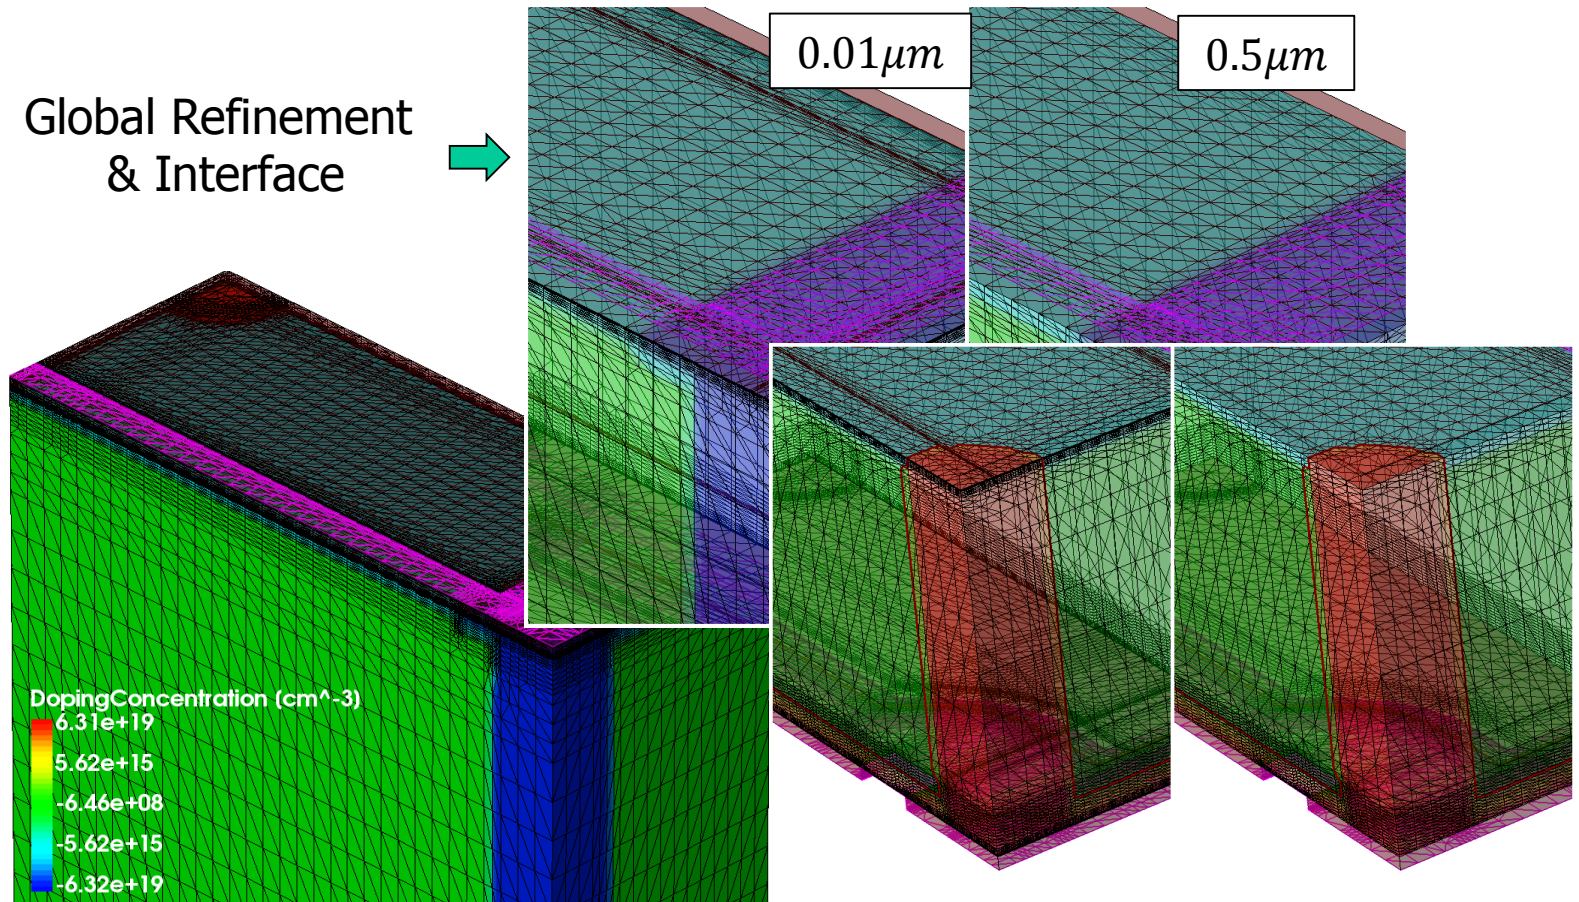 Global Refinement
& Interface
0.01μm
0.5μm
DopingConcentration (cm^-3)
6.31e+19
5.62e+15
-6.46e+08
-5.62e+15
-6.32e+19